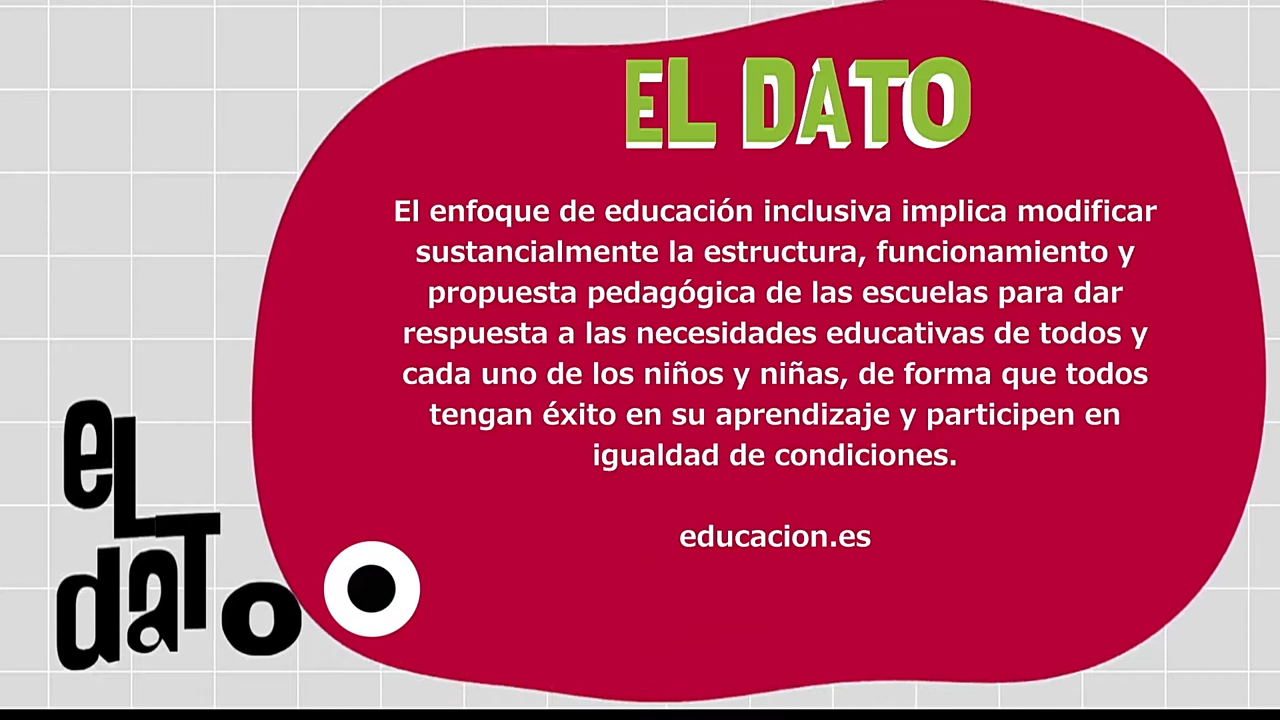 EL DATO
El enfoque de educación inclusiva implica modificar
sustancialmente la estructura, funcionamiento y
propuesta pedagógica de las escuelas para dar
respuesta a las necesidades educativas de todos y
cada uno de los niños y niñas, de forma que todos
tengan éxito en su aprendizaje y participen en
igualdad de condiciones.
educacion.es
eL
daTo